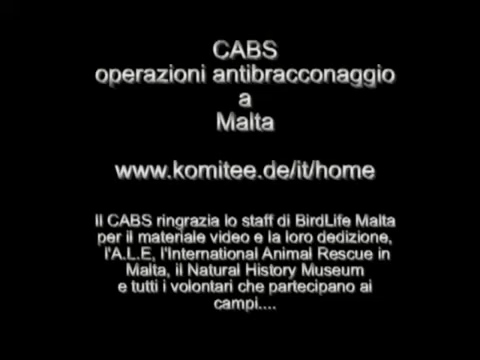 CABS
operazioni antibracconaggio
a
Malta
www.komitee.de/it/home
Il CABS ringrazia lo staff di BirdLife Malta
per il materiale video e la loro dedizione,
l'A.L.E, l'International Animal Rescue in
Malta, il Natural History Museum
e tutti i volontari che partecipano ai
campi....